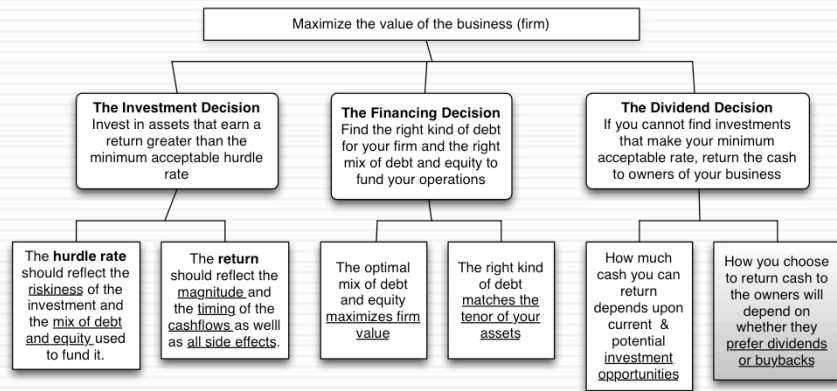 Maximize the value of the business (firm)
The Investment Decision
Invest in assets that earn a
return greater than the
minimum acceptable hurdle
rate
The Financing Decision
Find the right kind of debt
for your firm and the right
mix of debt and equity to
fund your operations
The Dividend Decision
If you cannot find investments
that make your minimum
acceptable rate, return the cash
to owners of your business
The hurdle rate
should reflect the
riskiness of the
investment and
the mix of debt
and equity used
to fund it.
The return
should reflect the
magnitude and
the timing of the
cashflows as welll
as all side effects.
The optimal
mix of debt
and equity
maximizes firm
value
The right kind
of debt
matches the
tenor of your
assets
How much
cash you can
return
depends upon
current &
potential
investment
opportunities
How you choose
to return cash to
the owners will
depend on
whether they
prefer dividends
or buybacks